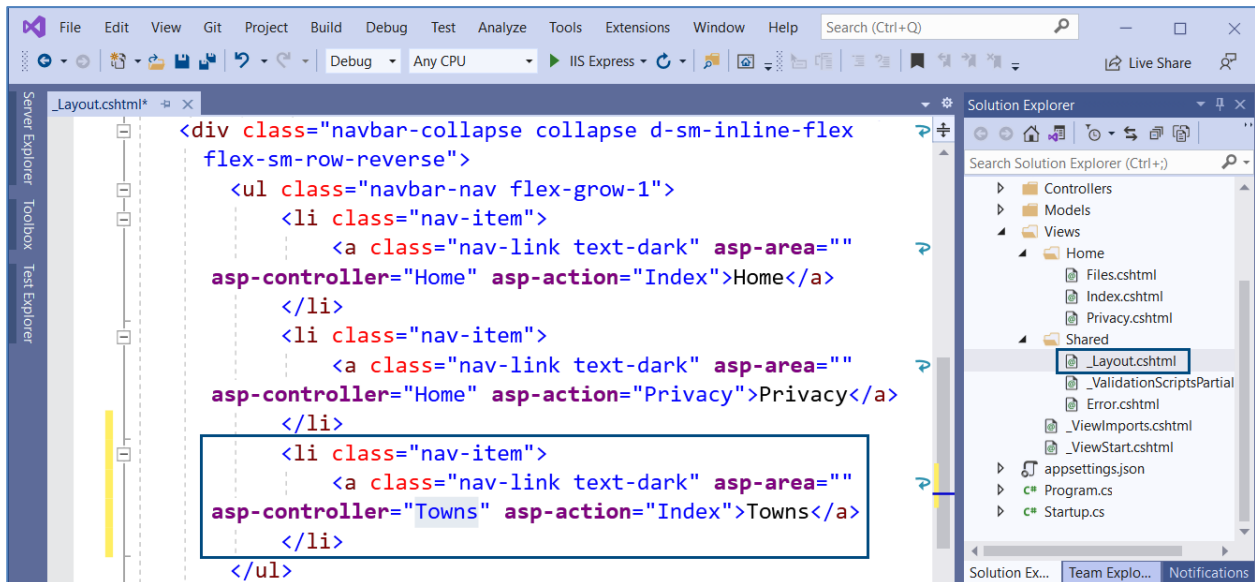 File Edit View Git Project Build Debug Test Analyze Tools Extensions Window Help Search (Ctrl+Q)
Debug Any CPU IIS Express Live Share
Server Explorer
Toolbox
Test Explorer
_Layout.cshtml*
<div class="navbar-collapse collapse d-sm-inline-flex
flex-sm-row-reverse">
<ul class="navbar-nav flex-grow-1">
<li class="nav-item">
<a class="nav-link text-dark" asp-area=""
asp-controller="Home" asp-action="Index">Home</a>
</li>
<li class="nav-item">
<a class="nav-link text-dark" asp-area=""
asp-controller="Home" asp-action="Privacy">Privacy</a>
</li>
<li class="nav-item">
<a class="nav-link text-dark" asp-area=""
asp-controller="Towns" asp-action="Index">Towns</a>
</li>
</ul>
Solution Explorer
Search Solution Explorer (Ctrl+;)
Controllers
Models
Views
Home
Files.cshtml
Index.cshtml
Privacy.cshtml
Shared
_Layout.cshtml
_ValidationScriptsPartial
Error.cshtml
_ViewImports.cshtml
_ViewStart.cshtml
appsettings.json
C# Program.cs
C# Startup.cs
Solution Ex... Team Explo... Notifications